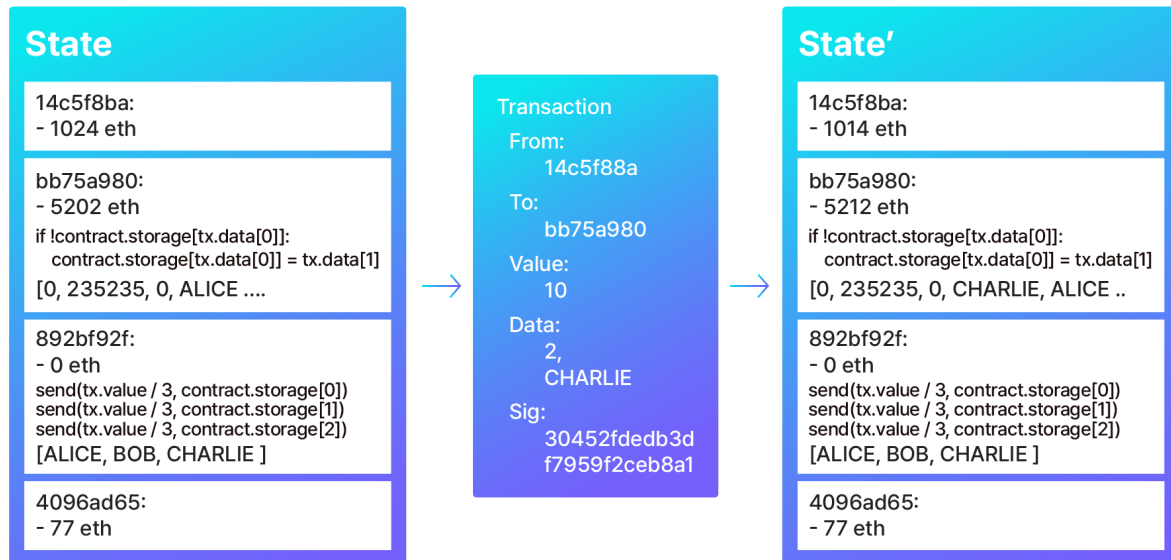 State
14c5f8ba:
- 1024 eth
bb75a980:
- 5202 eth
if !contract.storage[tx.data[0]]:
contract.storage[tx.data[0]] = tx.data[1]
[0, 235235, 0, ALICE ....
892bf92f:
- 0 eth
send(tx.value / 3, contract.storage[0])
send(tx.value / 3, contract.storage[1])
send(tx.value / 3, contract.storage[2])
[ALICE, BOB, CHARLIE ]
4096ad65:
- 77 eth
Transaction
From:
14c5f88a
To:
bb75a980
Value:
10
Data:
2,
CHARLIE
Sig:
30452fdedb3d
f7959f2ceb8a1
State’
14c5f8ba:
- 1014 eth
bb75a980:
- 5212 eth
if !contract.storage[tx.data[0]:
contract.storage[tx.data[0]] = tx.data[1]
[0, 235235, 0, CHARLIE, ALICE ..
892bf92f:
- 0 eth
send(tx.value / 3, contract.storage[0])
send(tx.value / 3, contract.storage[1])
send(tx.value / 3, contract.storage[2])
[ALICE, BOB, CHARLIE ]
4096ad65:
- 77 eth